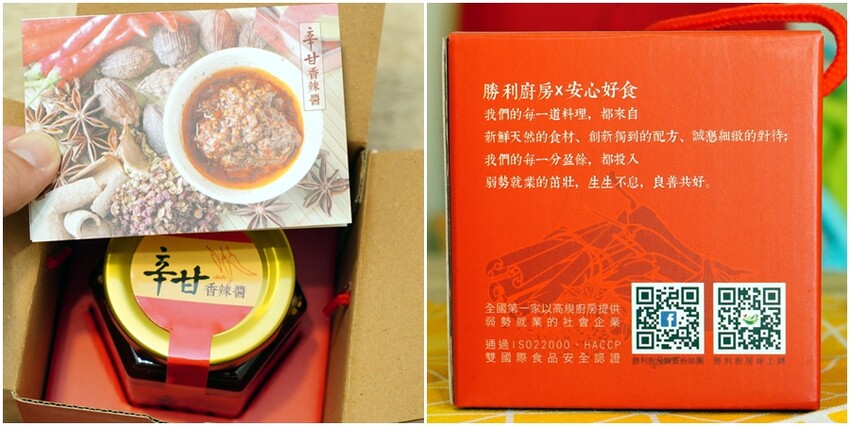 辛甘香辣醬
辛甘
香辣醬
勝利廚房x安心好食
我們的每一道料理，都來自
新鮮天然的食材、創新獨到的配方、誠懇細緻的對待;
我們的每一分盈餘，都投入
弱勢就業的茁壯，生生不息，良善共好。
全國第一家以高規廚房提供
弱勢就業的社會企業
通過ISO22000、HACCP
雙國際食品安全認證